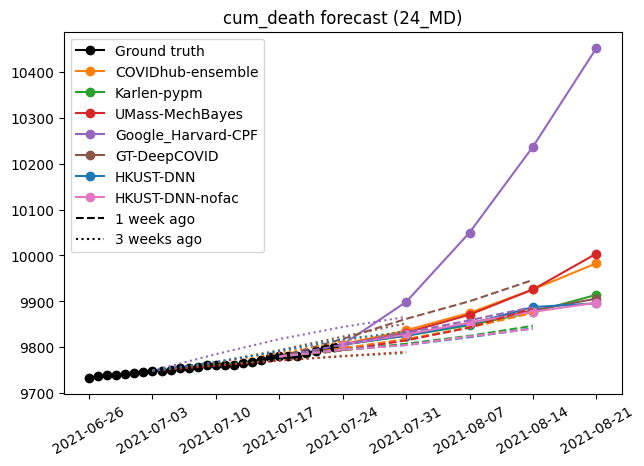 cum_death forecast (24_MD)
10400
10300
10200
10100
10000
9900
9800
9700
Ground truth
COVIDhub-ensemble
Karlen-pypm
UMass-MechBayes
Google_Harvard-CPF
GT-DeepCOVID
HKUST-DNN
HKUST-DNN-nofac
1 week ago
3 weeks ago
2021-06-26
2021-07-03
2021-07-10
2021-07-17
2021-07-24
2021-07-31
2021-08-07
2021-08-14
2021-08-21